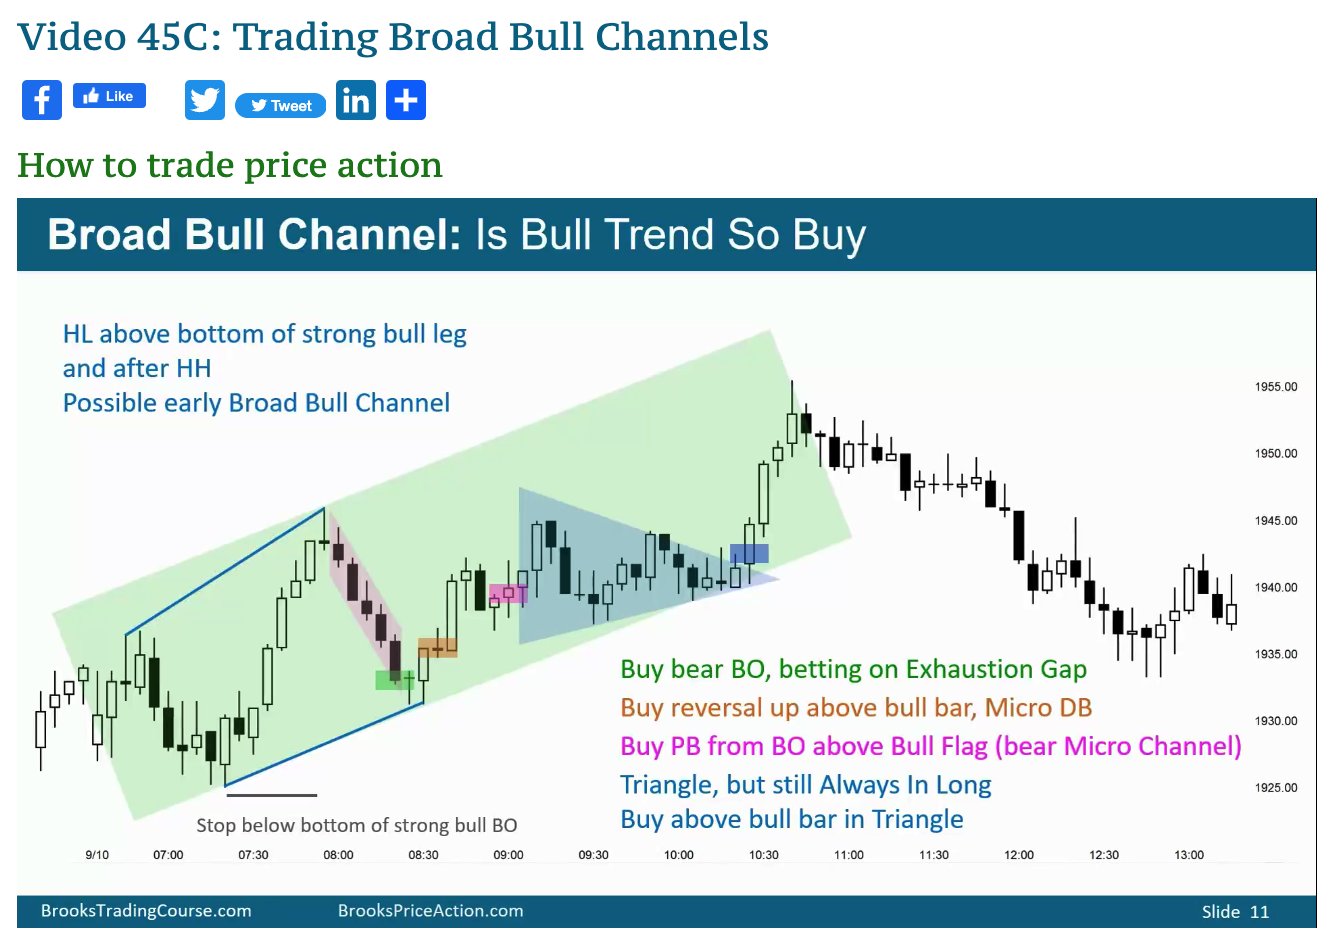 Video 45C: Trading Broad Bull Channels
f Like Tweet in +
How to trade price action
Broad Bull Channel: Is Bull Trend So Buy
HL above bottom of strong bull leg
and after HH
Possible early Broad Bull Channel
1955.00
1950.00
1945.00
1940.00
1935.00
1930.00
1925.00
Buy bear BO, betting on Exhaustion Gap
Buy reversal up above bull bar, Micro DB
Buy PB from BO above Bull Flag (bear Micro Channel)
Triangle, but still Always In Long
Buy above bull bar in Triangle
Stop below bottom of strong bull BO
9/10 07:00 07:30 08:00 08:30 09:00 09:30 10:00 10:30 11:00 11:30 12:00 12:30 13:00
BrooksTradingCourse.com BrooksPriceAction.com Slide 11